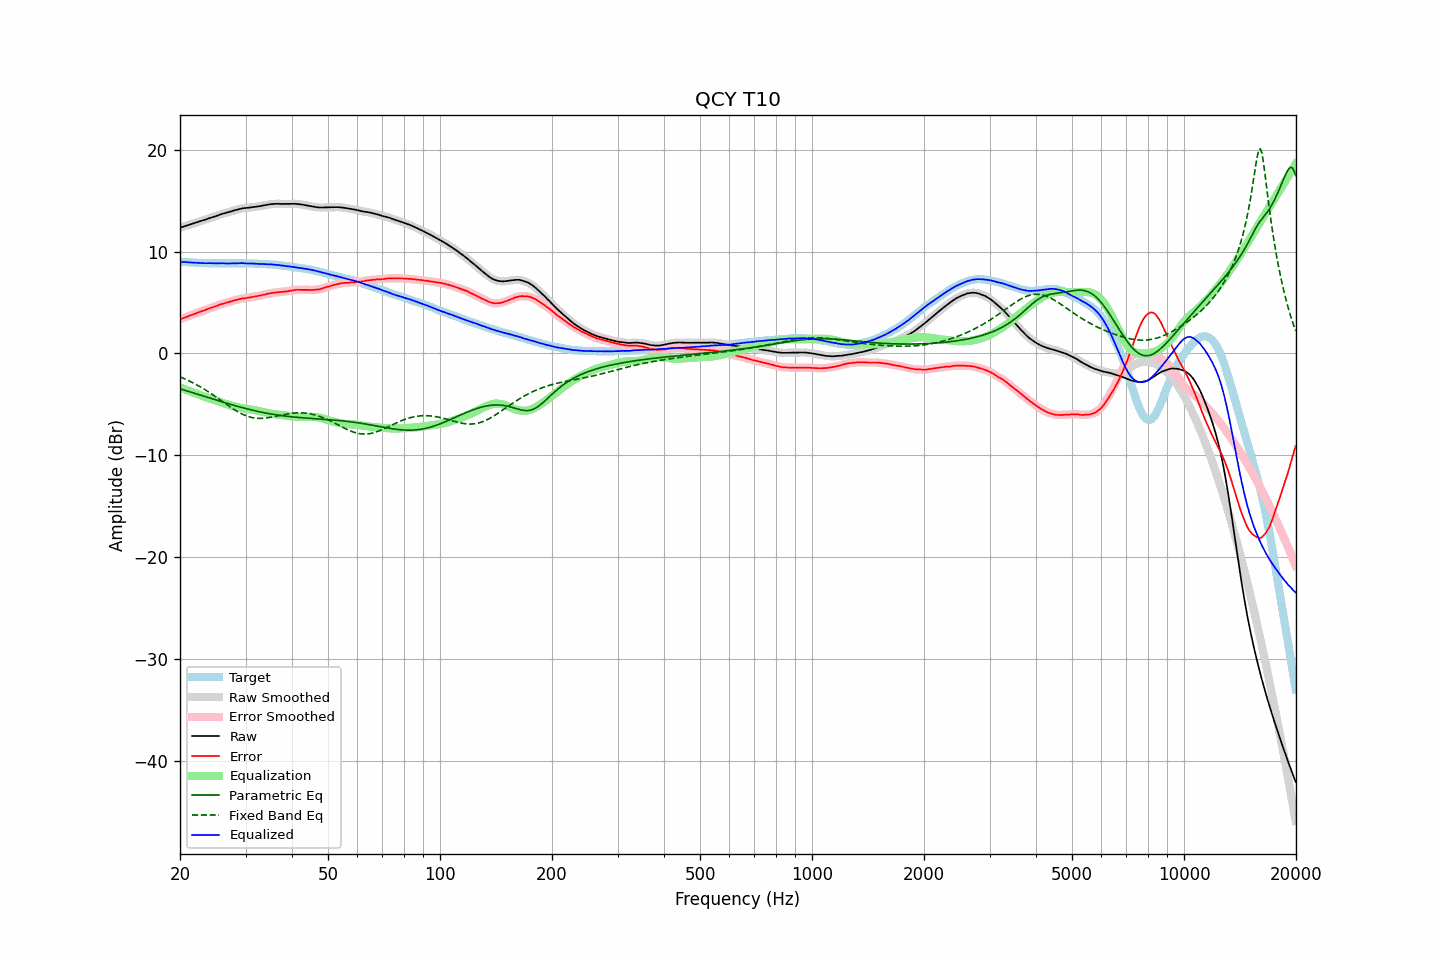 QCY T10
Amplitude (dBr)
20
10
0
−10
−20
−30
−40
Target
Raw Smoothed
Error Smoothed
Raw
Error
Equalization
Parametric Eq
Fixed Band Eq
Equalized
20 50 100 200 500 1000 2000 5000 10000 20000
Frequency (Hz)